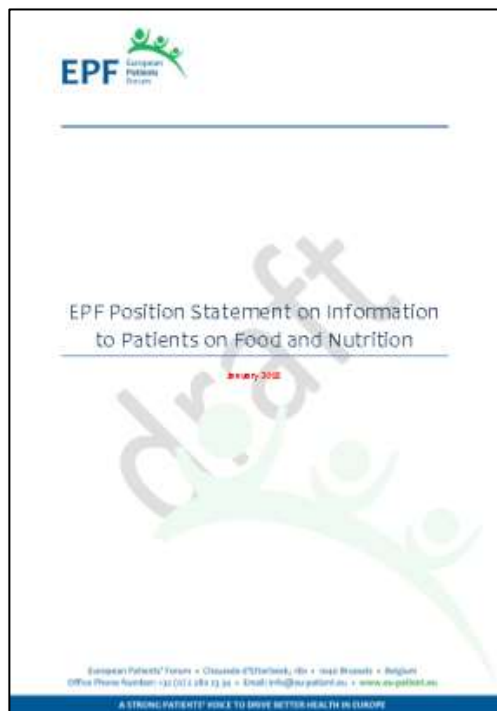 EPF
European
Patients
Forum
draft
EPF Position Statement on Information
to Patients on Food and Nutrition
January
European Patients' Forum • Chaussée d'Etterbeek, 180 • 1040 Brussels • Belgium
Office Phone Number: +32 (0) 2 280 23 34 • Email: info@eu-patient.eu • www.eu-patient.eu
A STRONG PATIENTS' VOICE TO DRIVE BETTER HEALTH IN EUROPE